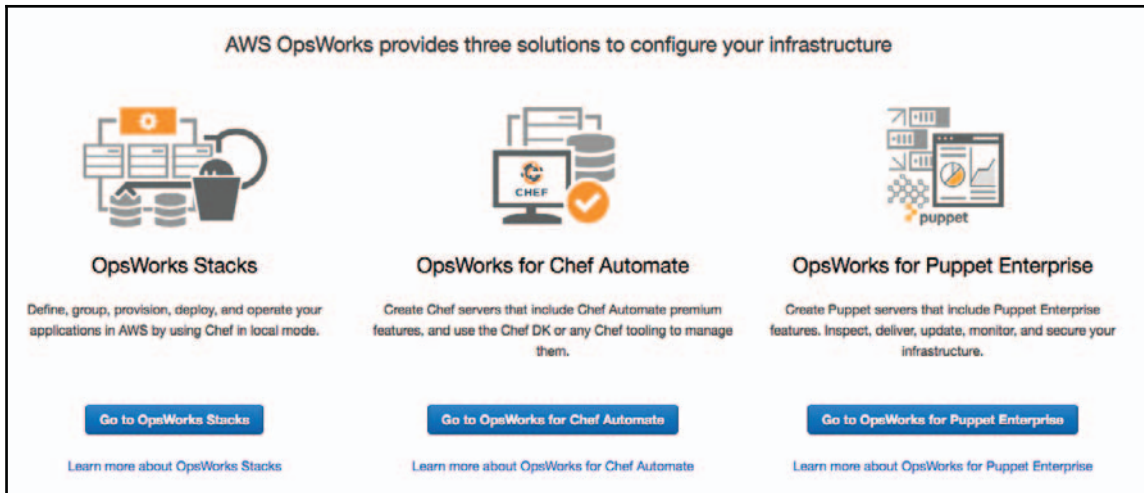 AWS OpsWorks provides three solutions to configure your infrastructure
CHEF
puppet
OpsWorks Stacks
Define, group, provision, deploy, and operate your
applications in AWS by using Chef in local mode.
Go to OpsWorks Stacks
Learn more about OpsWorks Stacks
OpsWorks for Chef Automate
Create Chef servers that include Chef Automate premium
features, and use the Chef DK or any Chef tooling to manage
them.
Go to OpsWorks for Chef Automate
Learn more about OpsWorks for Chef Automate
OpsWorks for Puppet Enterprise
Create Puppet servers that include Puppet Enterprise
features. Inspect, deliver, update, monitor, and secure your
infrastructure.
Go to OpsWorks for Puppet Enterprise
Learn more about OpsWorks for Puppet Enterprise